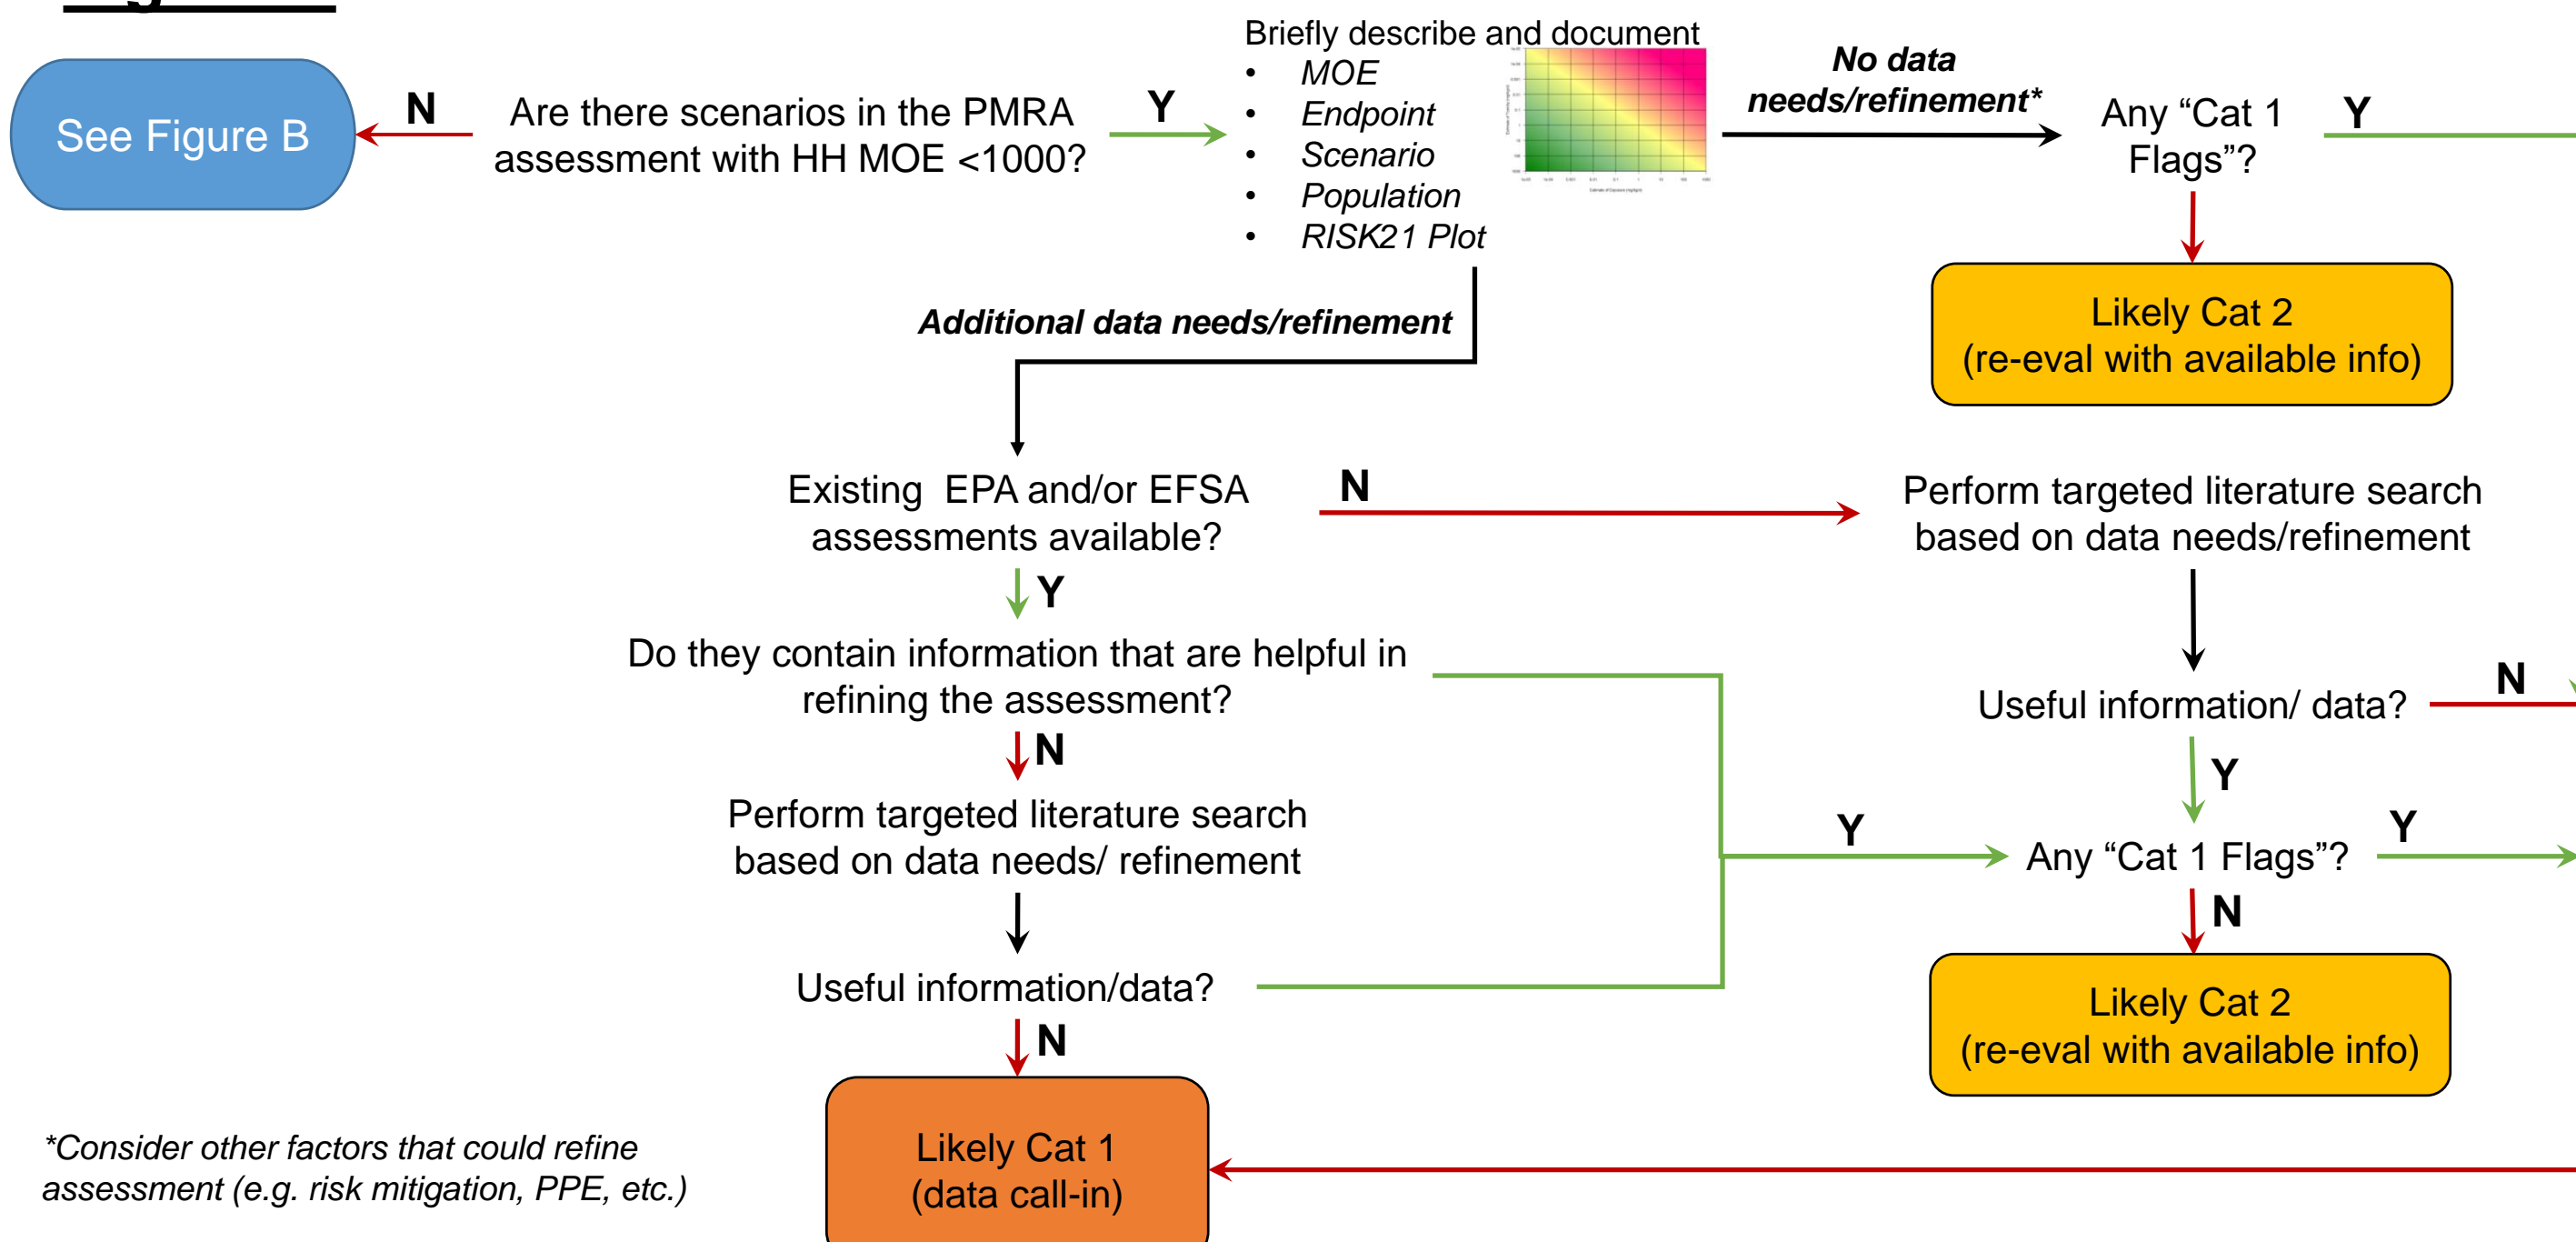 Briefly describe and document
• MOE
• Endpoint
• Scenario
• Population
• RISK21 Plot
No data
needs/refinement*
See Figure B
N
Are there scenarios in the PMRA
assessment with HH MOE <1000?
Y
Any “Cat 1
Flags”?
Y
Likely Cat 2
(re-eval with available info)
Additional data needs/refinement
Existing EPA and/or EFSA
assessments available?
N
Perform targeted literature search
based on data needs/refinement
Y
Do they contain information that are helpful in
refining the assessment?
Useful information/ data?
N
N
Y
Perform targeted literature search
based on data needs/ refinement
Y
Any “Cat 1 Flags”?
Y
N
Useful information/data?
Likely Cat 2
(re-eval with available info)
N
Likely Cat 1
(data call-in)
*Consider other factors that could refine
assessment (e.g. risk mitigation, PPE, etc.)